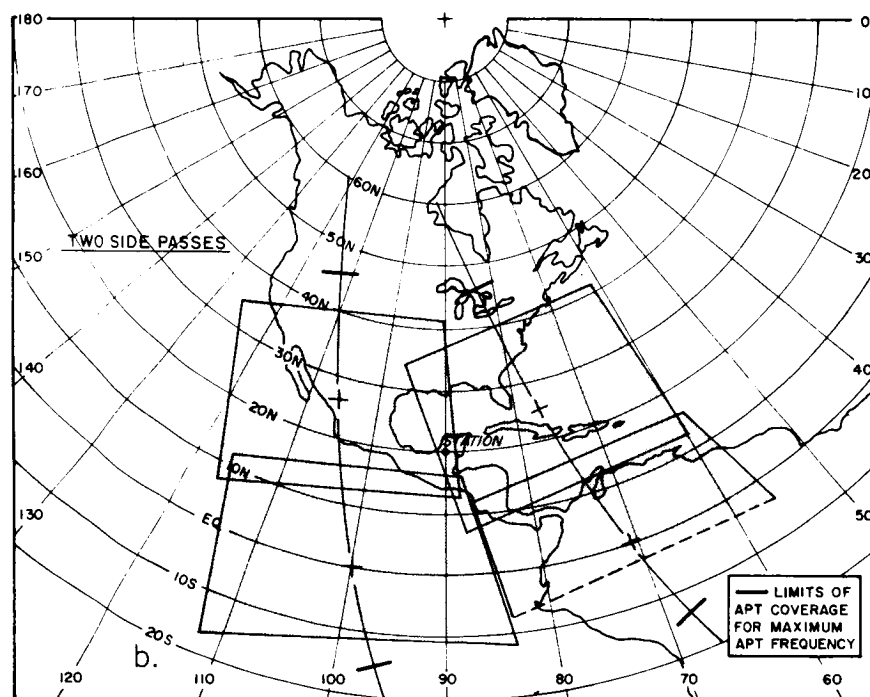 180
0
170
10
160
20
60N
TWO SIDE PASSES
50N
150
30
40N
140
30N
40
20N
STATION
10N
130
EQ
50
10S
LIMITS OF
APT COVERAGE
FOR MAXIMUM
APT FREQUENCY
20S
b.
120
110
100
90
80
70
60